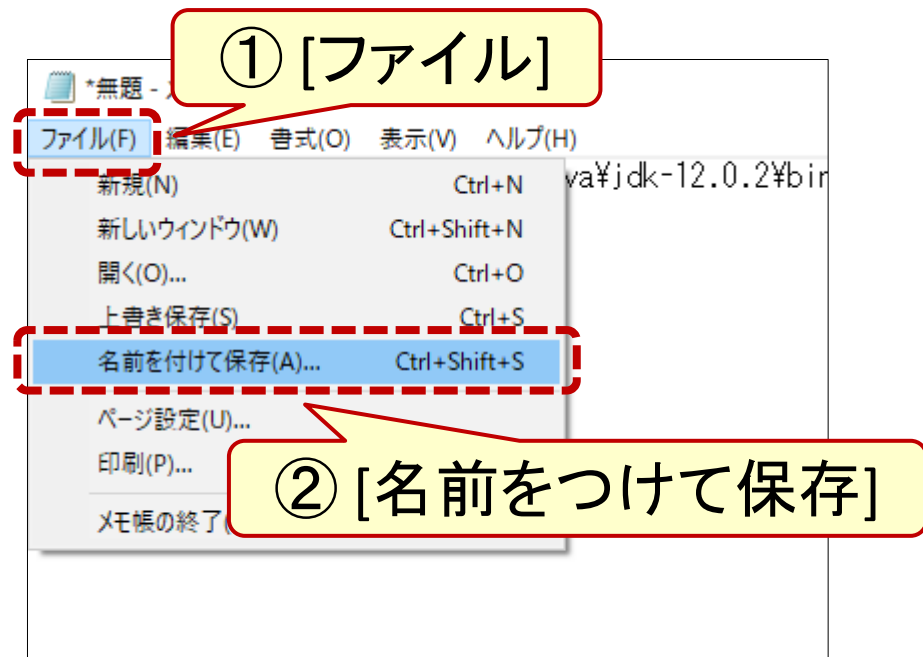 ① [ファイル]
*無題 -
ファイル(F) 編集(E) 書式(O) 表示(V) ヘルプ(H)
va¥jdk-12.0.2¥bin
新規(N) Ctrl+N
新しいウィンドウ(W) Ctrl+Shift+N
開く(O)... Ctrl+O
上書き保存(S) Ctrl+S
名前を付けて保存(A)... Ctrl+Shift+S
ページ設定(U)...
印刷(P)...
② [名前をつけて保存]
メモ帳の終了(